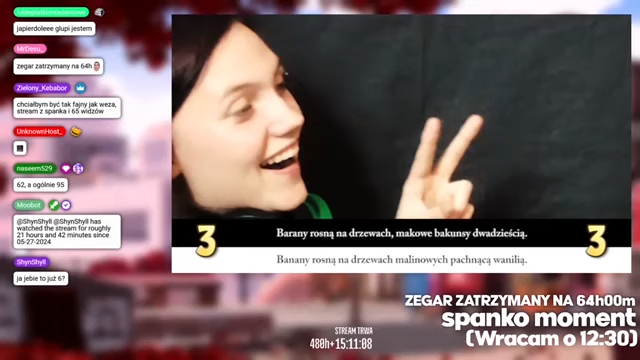 japierdoleee glupi jestem
MrDesu_
zegar zatrzymany na 64h
Zielony_Kebabor
chciałbym być tak fajny jak weza,
stream z spanka i 65 widzów
UnknownHost_
naseem529
62, a ogólnie 95
Moobot
@ShynShyll @ShynShyll has
watched the stream for roughly
21 hours and 42 minutes since
05-27-2024
ShynShyll
ja jebie to już 6?
3 Barany rosną na drzewach, makowe bakunsy dwadzieścią. 3
Banany rosną na drzewach malinowych pachnącą wanilią.
ZEGAR ZATRZYMANY NA 64h00m
spanko moment
(Wracam o 12:30)
STREAM TRWA
480h+15:11:08